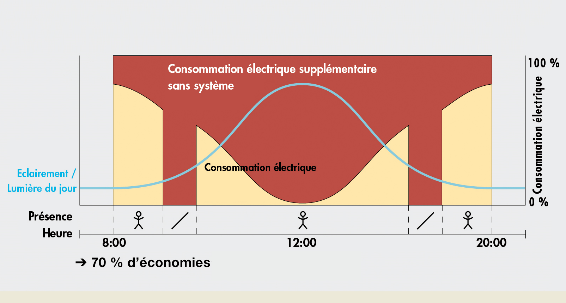 Consommation électrique supplémentaire
sans système
100 %
Consommation électrique
Consommation électrique
Eclairement /
Lumière du jour
0 %
Présence
Heure
8:00
12:00
20:00
➔ 70 % d'économies